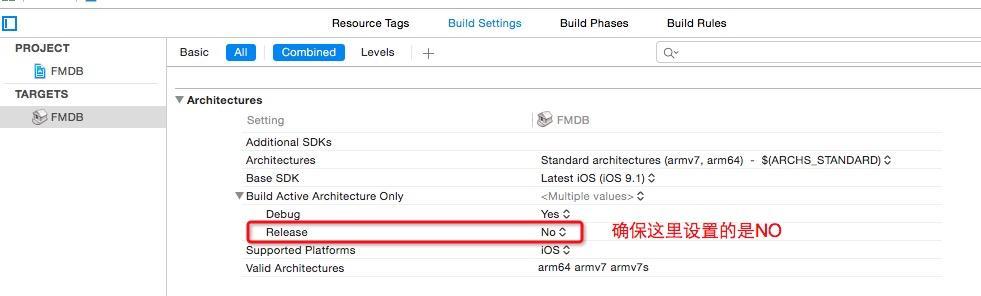 Resource Tags Build Settings Build Phases Build Rules
PROJECT
FMDB
TARGETS
FMDB
Basic All Combined Levels +
Architectures
Setting FMDB
Additional SDKs
Architectures Standard architectures (armv7, arm64) - $(ARCHS_STANDARD)
Base SDK Latest iOS (iOS 9.1)
Build Active Architecture Only <Multiple values>
Debug Yes
Release No 确保这里设置的是NO
Supported Platforms iOS
Valid Architectures arm64 armv7 armv7s